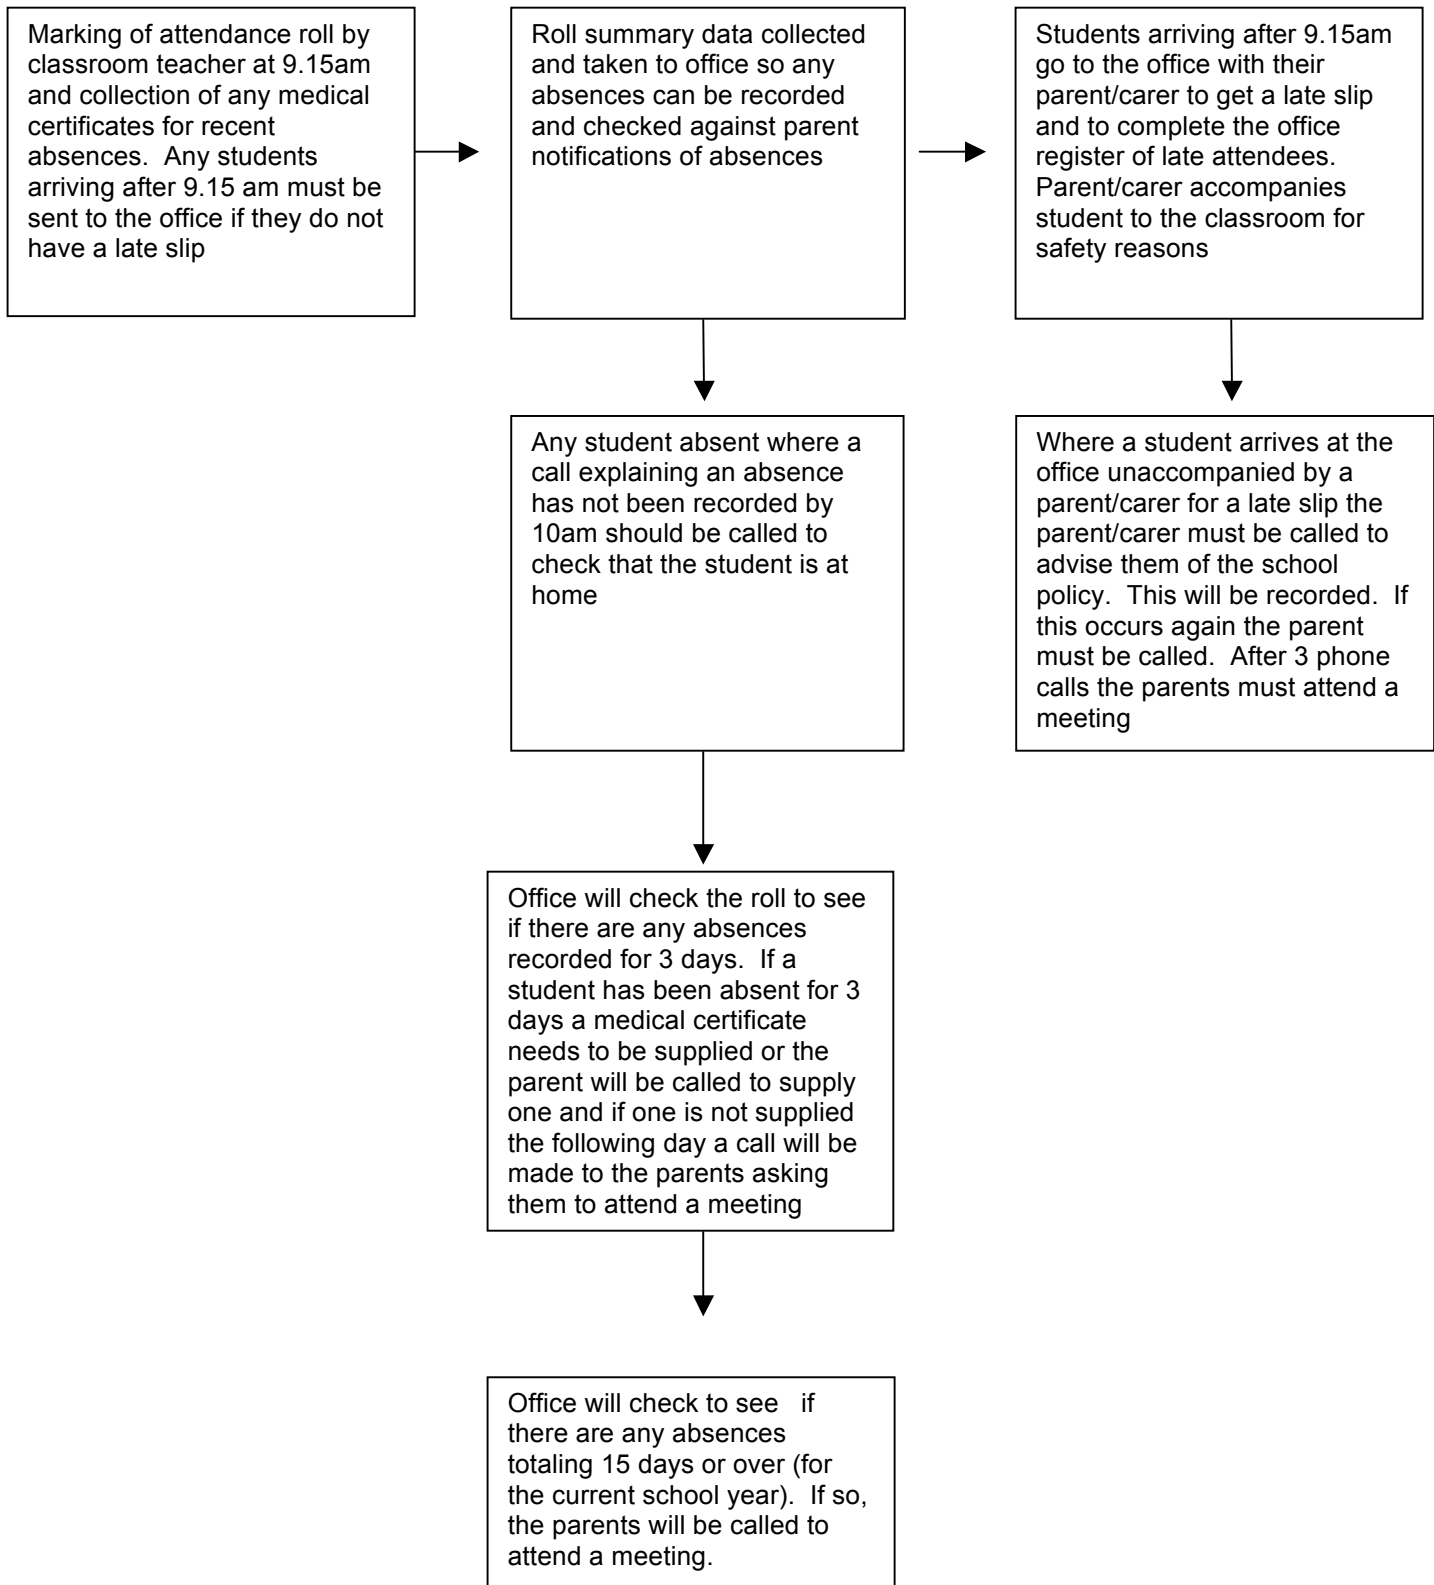 Marking of attendance roll by
classroom teacher at 9.15am
and collection of any medical
certificates for recent
absences.  Any students
arriving after 9.15 am must be
sent to the office if they do not
have a late slip
Roll summary data collected
and taken to office so any
absences can be recorded
and checked against parent
notifications of absences
Students arriving after 9.15am
go to the office with their
parent/carer to get a late slip
and to complete the office
register of late attendees.
Parent/carer accompanies
student to the classroom for
safety reasons
Any student absent where a
call explaining an absence
has not been recorded by
10am should be called to
check that the student is at
home
Where a student arrives at the
office unaccompanied by a
parent/carer for a late slip the
parent/carer must be called to
advise them of the school
policy.  This will be recorded.  If
this occurs again the parent
must be called.  After 3 phone
calls the parents must attend a
meeting
Office will check the roll to see
if there are any absences
recorded for 3 days.  If a
student has been absent for 3
days a medical certificate
needs to be supplied or the
parent will be called to supply
one and if one is not supplied
the following day a call will be
made to the parents asking
them to attend a meeting
Office will check to see   if
there are any absences
totaling 15 days or over (for
the current school year).  If so,
the parents will be called to
attend a meeting.